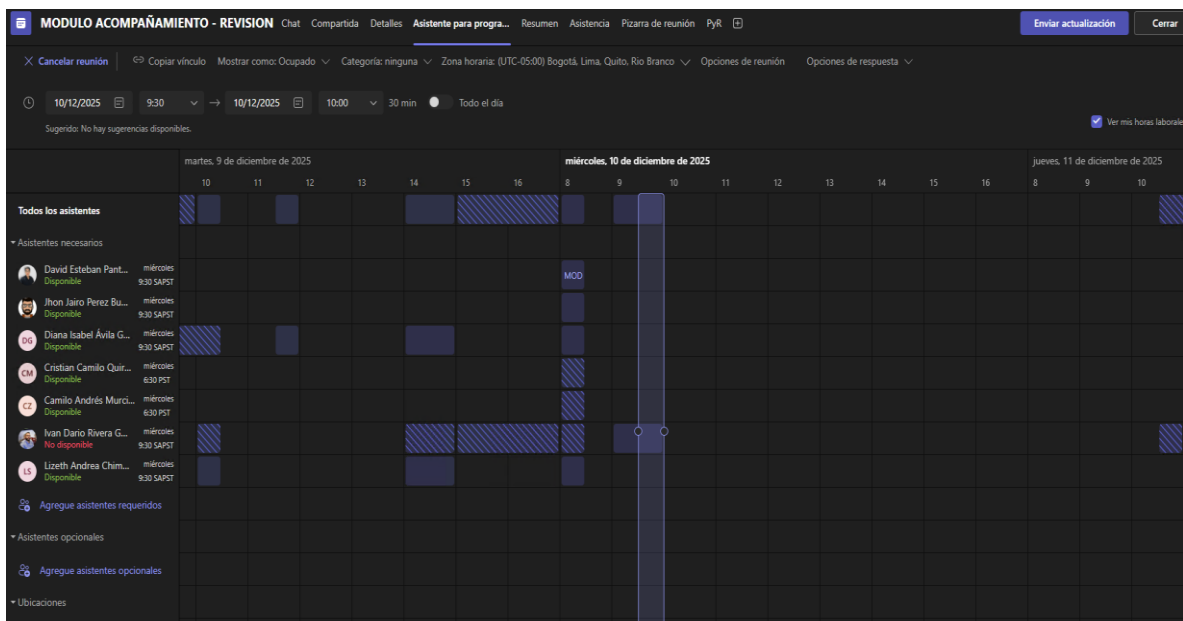 MODULO ACOMPAÑAMIENTO - REVISION Chat Compartida Detalles Asistente para progra... Resumen Asistencia Pizarra de reunión PyR Enviar actualización Cerrar
Cancelar reunión Copiar vínculo Mostrar como: Ocupado Categoría: ninguna Zona horaria: (UTC-05:00) Bogotá, Lima, Quito, Rio Branco Opciones de reunión Opciones de respuesta
10/12/2025 9:30 → 10/12/2025 10:00 30 min Todo el día
Sugerido: No hay sugerencias disponibles.
Ver mis horas laborale
martes, 9 de diciembre de 2025 miércoles, 10 de diciembre de 2025 jueves, 11 de diciembre de 2025
10 11 12 13 14 15 16 8 9 10 11 12 13 14 15 16 8 9 10
Todos los asistentes
Asistentes necesarios
David Esteban Pant... miércoles
Disponible 9:30 SAPST
MOD
Jhon Jairo Perez Bu... miércoles
Disponible 9:30 SAPST
DG Diana Isabel Ávila G... miércoles
Disponible 9:30 SAPST
CM Cristian Camilo Quir... miércoles
Disponible 6:30 PST
CZ Camilo Andrés Murci... miércoles
Disponible 6:30 PST
Ivan Dario Rivera G... miércoles
No disponible 9:30 SAPST
LS Lizeth Andrea Chim... miércoles
Disponible 9:30 SAPST
Agregue asistentes requeridos
Asistentes opcionales
Agregue asistentes opcionales
Ubicaciones